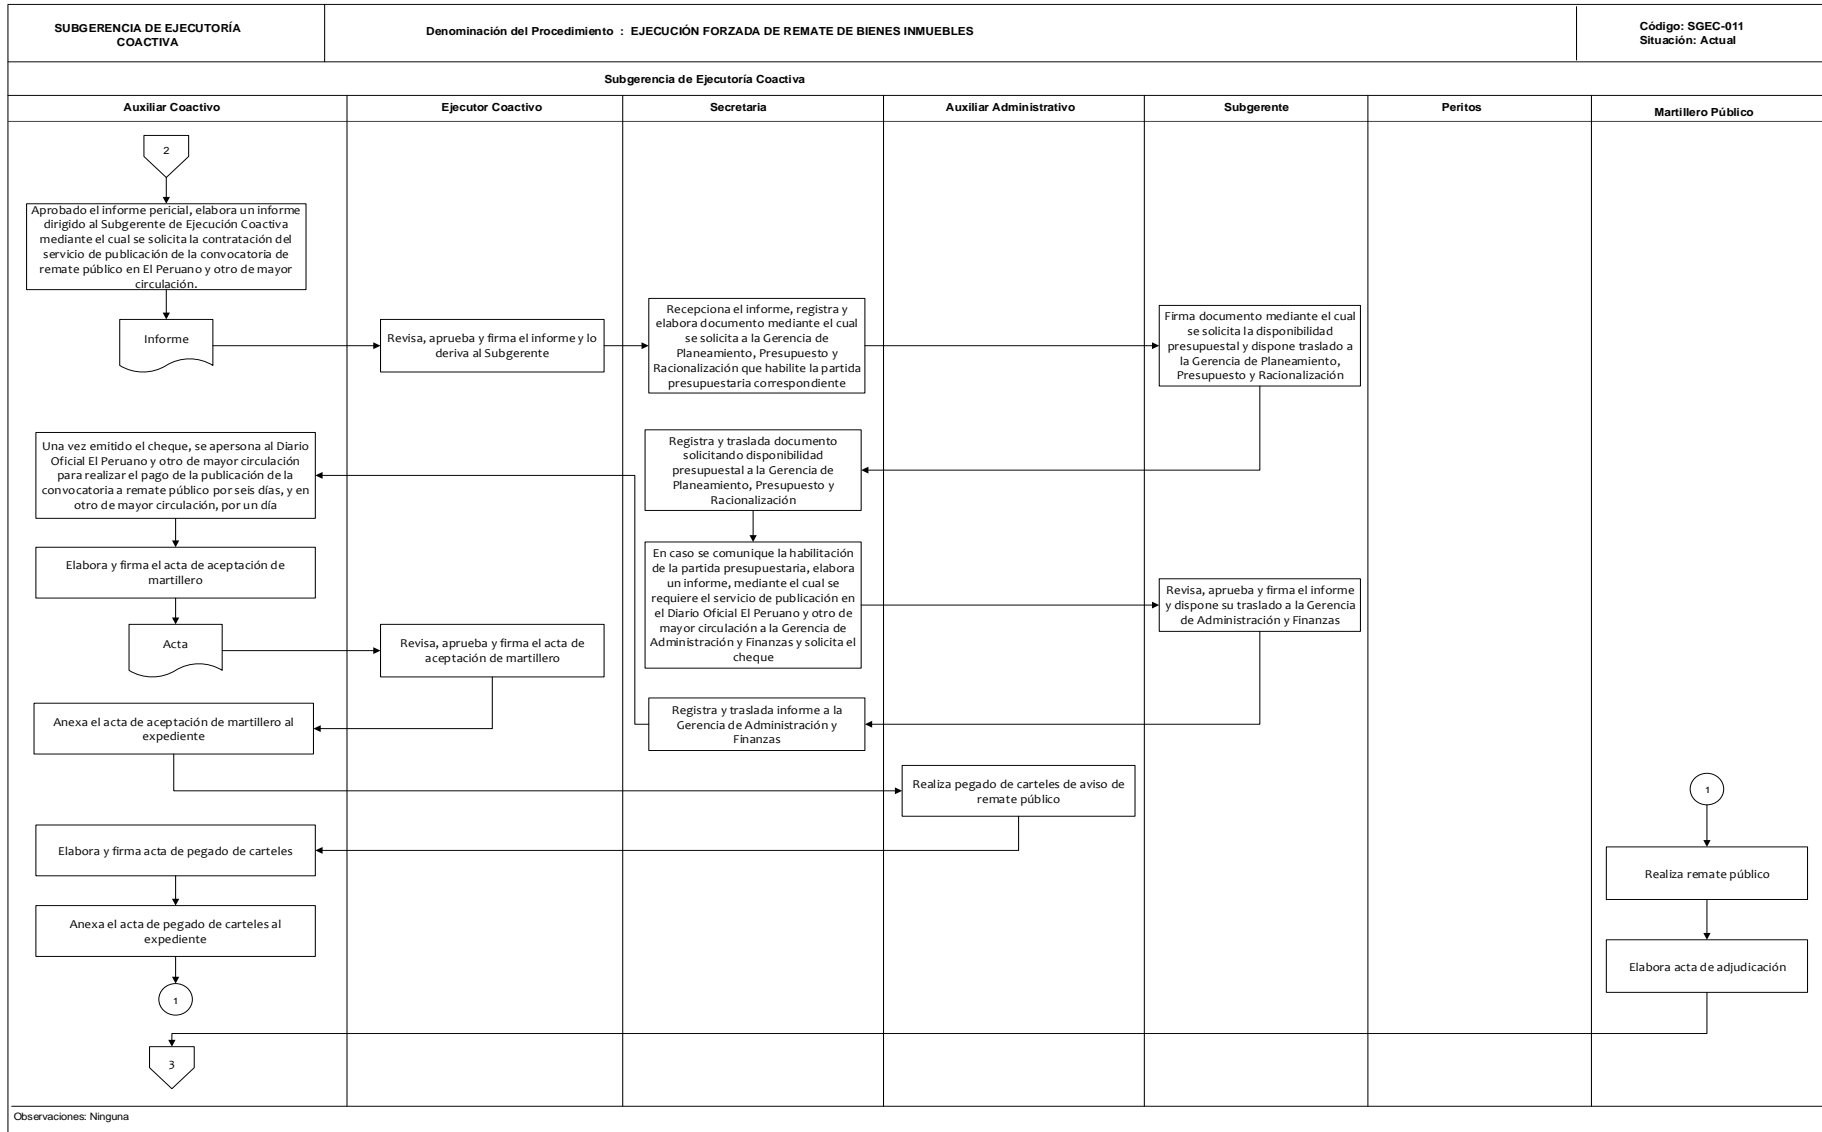 SUBGERENCIA DE EJECUTORÍA
COACTIVA
Denominación del Procedimiento : EJECUCIÓN FORZADA DE REMATE DE BIENES INMUEBLES
Código: SGEC-011
Situación: Actual
Subgerencia de Ejecutoría Coactiva
Auxiliar Coactivo
Ejecutor Coactivo
Secretaria
Auxiliar Administrativo
Subgerente
Peritos
Martillero Público
2
Aprobado el informe pericial, elabora un informe
dirigido al Subgerente de Ejecución Coactiva
mediante el cual se solicita la contratación del
servicio de publicación de la convocatoria de
remate público en El Peruano y otro de mayor
circulación.
Informe
Revisa, aprueba y firma el informe y lo
deriva al Subgerente
Recepciona el informe, registra y
elabora documento mediante el cual
se solicita a la Gerencia de
Planeamiento, Presupuesto y
Racionalización que habilite la partida
presupuestaria correspondiente
Firma documento mediante el cual
se solicita la disponibilidad
presupuestal y dispone traslado a
la Gerencia de Planeamiento,
Presupuesto y Racionalización
Registra y traslada documento
solicitando disponibilidad
presupuestal a la Gerencia de
Planeamiento, Presupuesto y
Racionalización
Una vez emitido el cheque, se apersona al Diario
Oficial El Peruano y otro de mayor circulación
para realizar el pago de la publicación de la
convocatoria a remate público por seis días, y en
otro de mayor circulación, por un día
Elabora y firma el acta de aceptación de
martillero
En caso se comunique la habilitación
de la partida presupuestaria, elabora
un informe, mediante el cual se
requiere el servicio de publicación en
el Diario Oficial El Peruano y otro de
mayor circulación a la Gerencia de
Administración y Finanzas y solicita el
cheque
Revisa, aprueba y firma el informe
y dispone su traslado a la Gerencia
de Administración y Finanzas
Acta
Revisa, aprueba y firma el acta de
aceptación de martillero
Anexa el acta de aceptación de martillero al
expediente
Registra y traslada informe a la
Gerencia de Administración y
Finanzas
Realiza pegado de carteles de aviso de
remate público
1
Elabora y firma acta de pegado de carteles
Realiza remate público
Anexa el acta de pegado de carteles al
expediente
Elabora acta de adjudicación
1
3
Observaciones: Ninguna